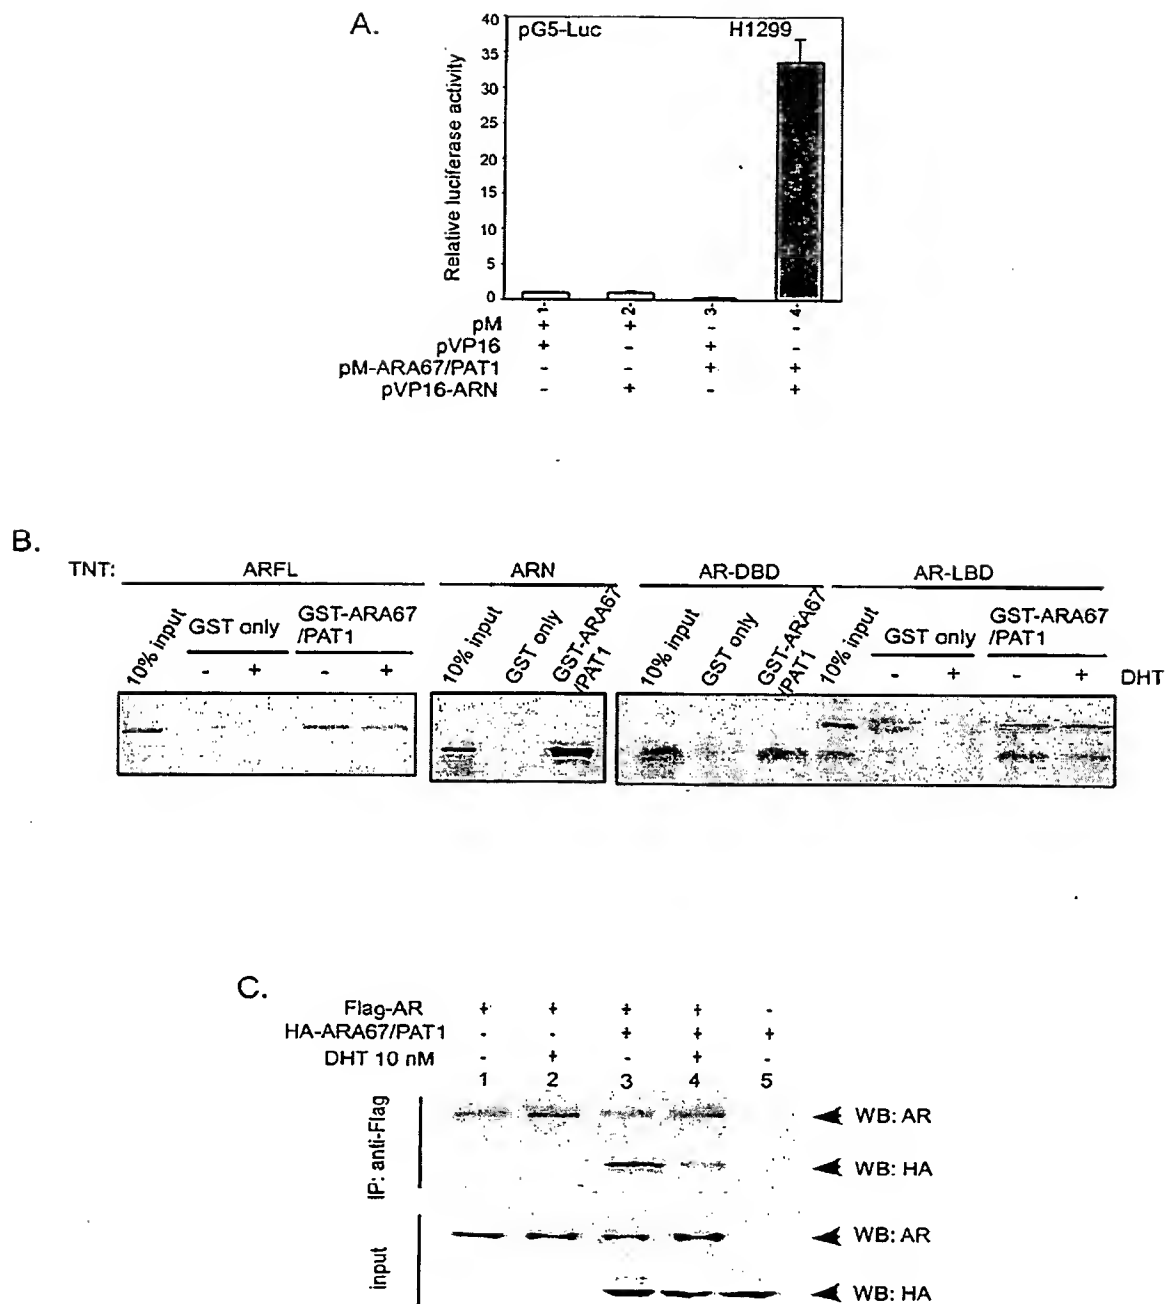 A.
pG5-Luc H1299
Relative luciferase activity
40
35
30
25
20
15
10
5
0
1 2 3 4
pM + + - -
pVP16 + - + -
pM-ARA67/PAT1 - - + +
pVP16-ARN - + - +
B.
TNT: ARFL ARN AR-DBD AR-LBD
10% input GST only GST-ARA67/PAT1 10% input GST only GST-ARA67/PAT1 10% input GST only GST-ARA67/PAT1 10% input GST only GST-ARA67/PAT1
- + - + - + - + DHT
C.
Flag-AR + + + + -
HA-ARA67/PAT1 - - + + +
DHT 10 nM - + - + -
1 2 3 4 5
IP: anti-Flag
WB: AR
WB: HA
input
WB: AR
WB: HA